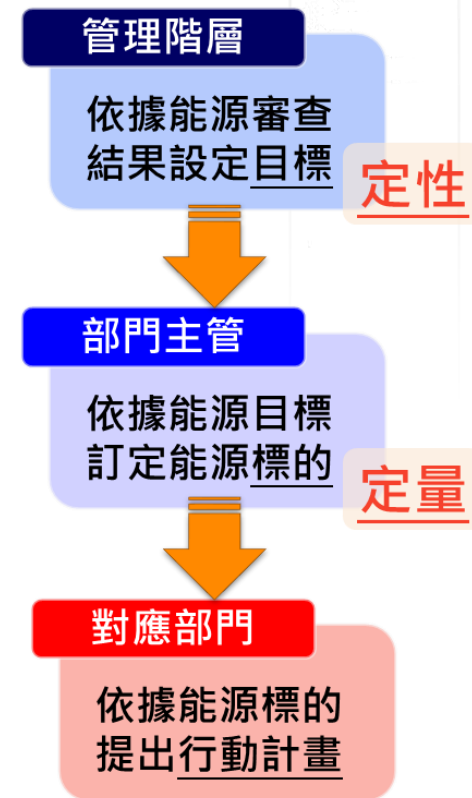 管理階層
依據能源審查
結果設定目標
定性
部門主管
依據能源目標
訂定能源標的
定量
對應部門
依據能源標的
提出行動計畫